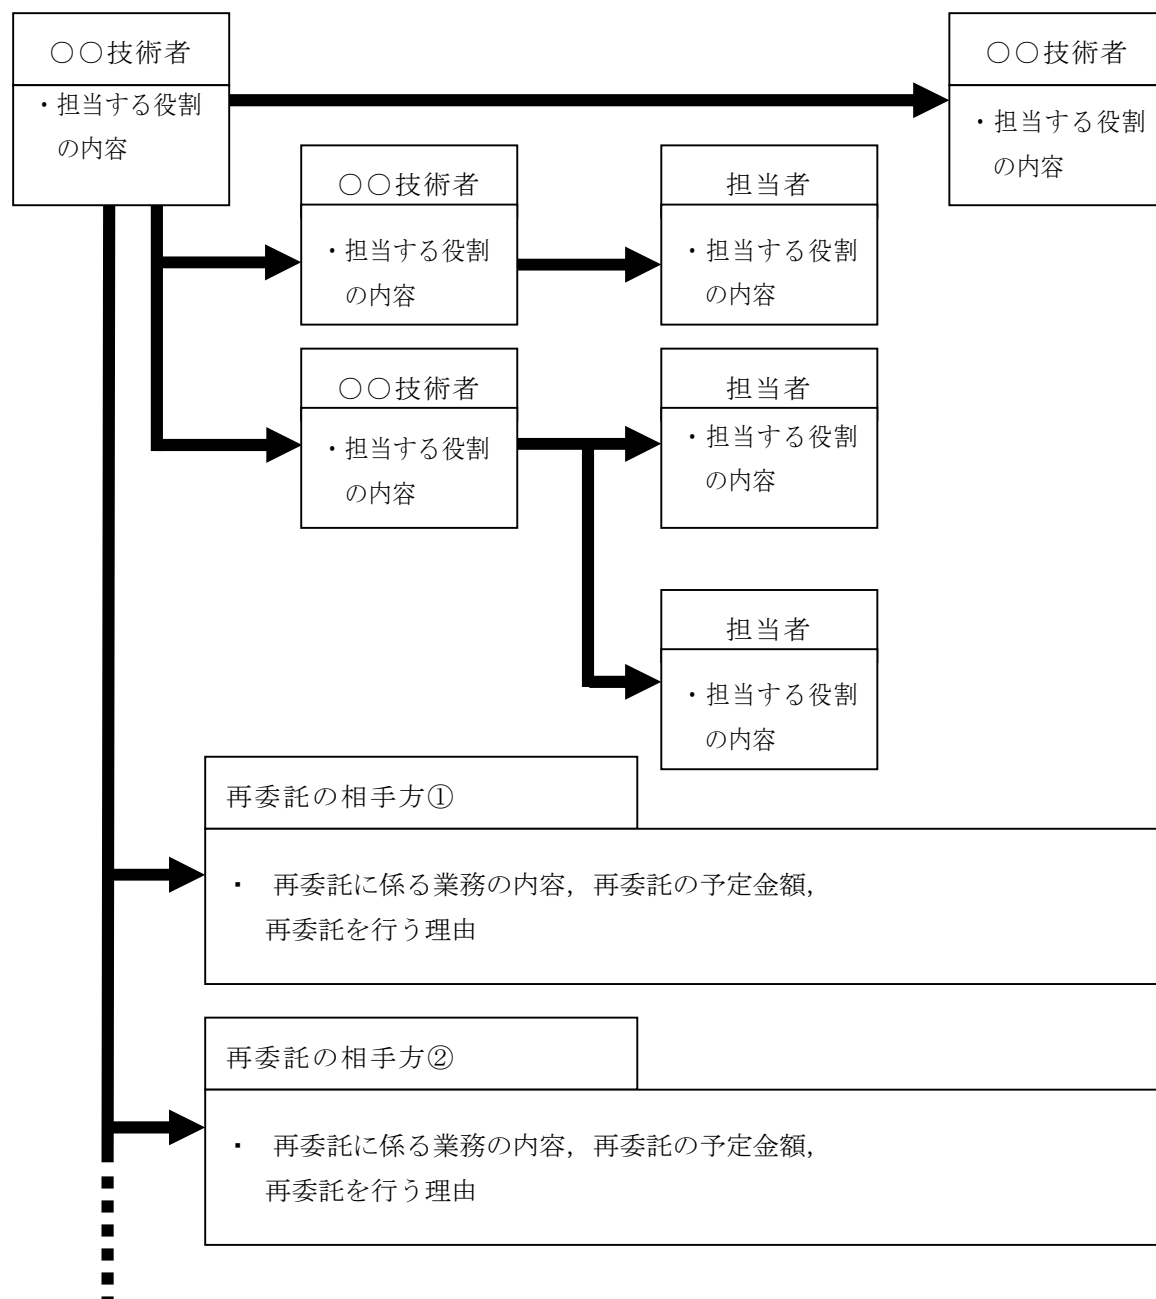 ○○技術者
・担当する役割
の内容
○○技術者
・担当する役割
の内容
○○技術者
・担当する役割
の内容
担当者
・担当する役割
の内容
○○技術者
・担当する役割
の内容
担当者
・担当する役割
の内容
担当者
・担当する役割
の内容
再委託の相手方①
・ 再委託に係る業務の内容，再委託の予定金額，
再委託を行う理由
再委託の相手方②
・ 再委託に係る業務の内容，再委託の予定金額，
再委託を行う理由